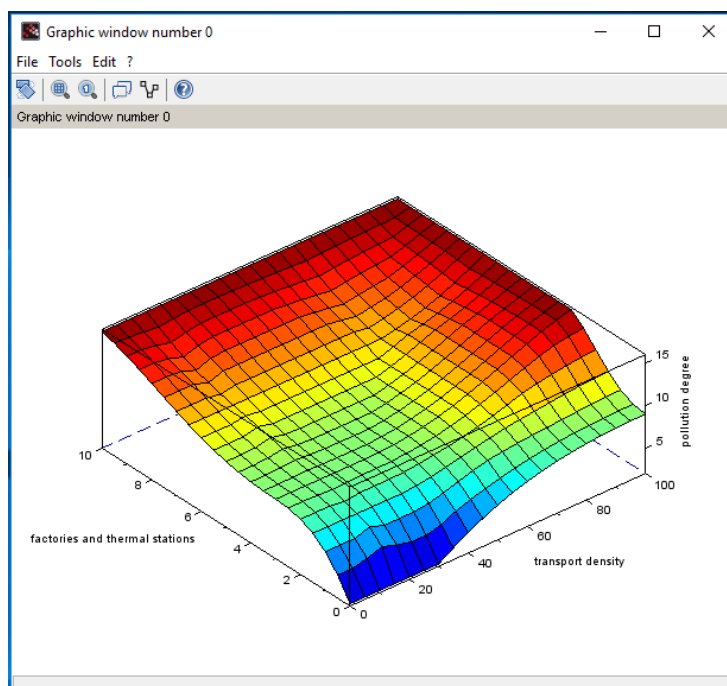 Graphic window number 0
File Tools Edit ?
Graphic window number 0
15
10
5
pollution degree
100
80
60
40
20
0
transport density
10
8
6
4
2
0
factories and thermal stations